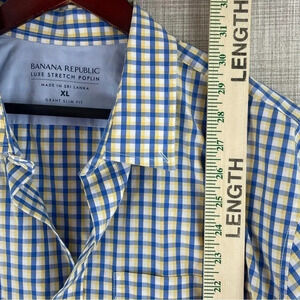 BANANA REPUBLIC
LUXE STRETCH POPLIN
MADE IN SRI LANKA
XL
GRANT SLIM FIT
LENGTH
LENGTH
31
30
29
28
27
26
25
24
23
22